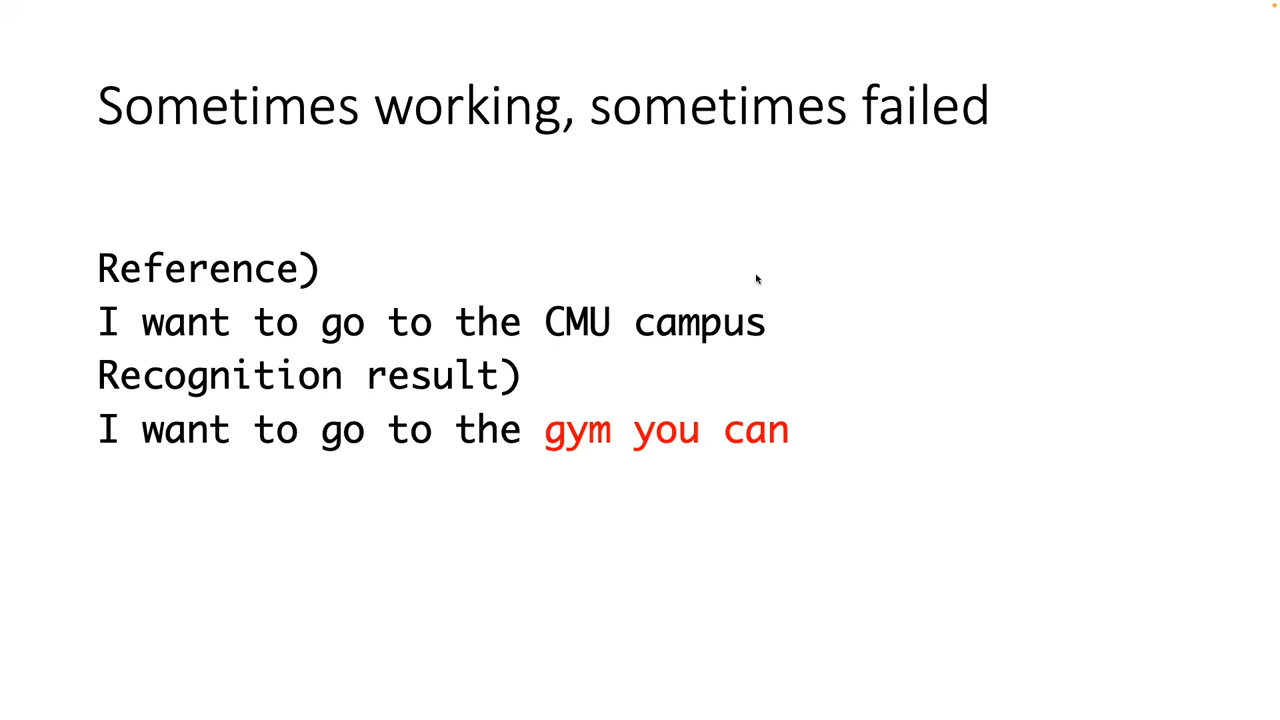 Sometimes working, sometimes failed
Reference)
I want to go to the CMU campus
Recognition result)
I want to go to the gym you can